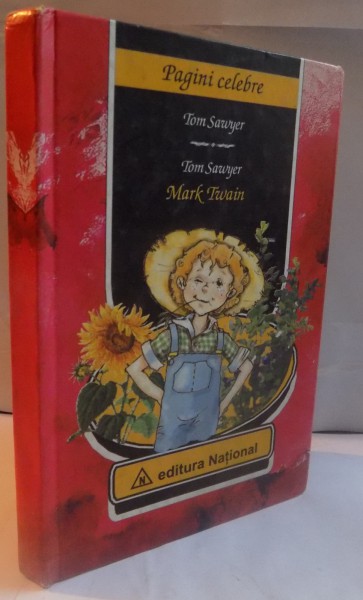 Pagini celebre
Tom Sawyer
Tom Sawyer
Mark Twain
N editura Național